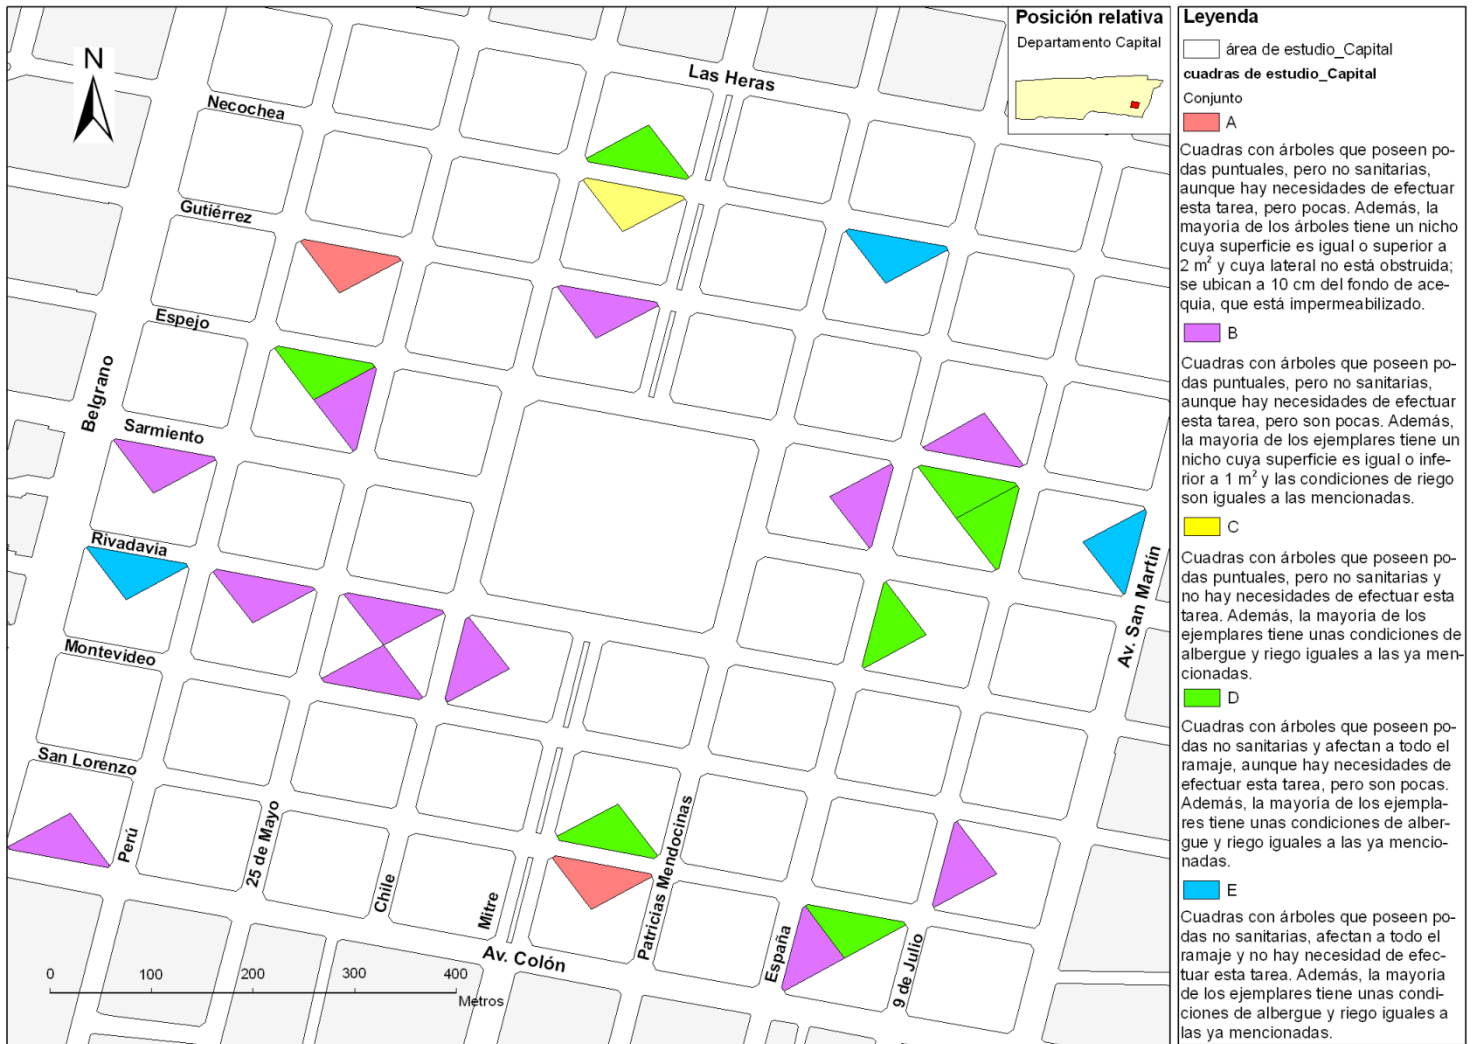 Posición relativa
Departamento Capital
N
Las Heras
Necochea
Gutiérrez
Espejo
Belgrano
Sarmiento
Rivadavia
Montevideo
San Lorenzo
Perú
25 de Mayo
Chile
Mitre
Patricias Mendocinas
España
9 de Julio
Av. San Martín
Av. Colón
0 100 200 300 400
Metros
Leyenda
área de estudio_Capital
cuadras de estudio_Capital
Conjunto
A
Cuadras con árboles que poseen po-
das puntuales, pero no sanitarias,
aunque hay necesidades de efectuar
esta tarea, pero pocas. Además, la
mayoría de los árboles tiene un nicho
cuya superficie es igual o superior a
2 m² y cuya lateral no está obstruida;
se ubican a 10 cm del fondo de ace-
quia, que está impermeabilizado.
B
Cuadras con árboles que poseen po-
das puntuales, pero no sanitarias,
aunque hay necesidades de efectuar
esta tarea, pero son pocas. Además,
la mayoria de los ejemplares tiene un
nicho cuya superficie es igual o infe-
rior a 1 m² y las condiciones de riego
son iguales a las mencionadas.
C
Cuadras con árboles que poseen po-
das puntuales, pero no sanitarias y
no hay necesidades de efectuar esta
tarea. Además, la mayoría de los
ejemplares tiene unas condiciones de
albergue y riego iguales a las ya men-
cionadas.
D
Cuadras con árboles que poseen po-
das no sanitarias y afectan a todo el
ramaje, aunque hay necesidades de
efectuar esta tarea, pero son pocas.
Además, la mayoría de los ejempla-
res tiene unas condiciones de alber-
gue y riego iguales a las ya mencio-
nadas.
E
Cuadras con árboles que poseen po-
das no sanitarias, afectan a todo el
ramaje y no hay necesidad de efec-
tuar esta tarea. Además, la mayoría
de los ejemplares tiene unas condi-
ciones de albergue y riego iguales a
las ya mencionadas.